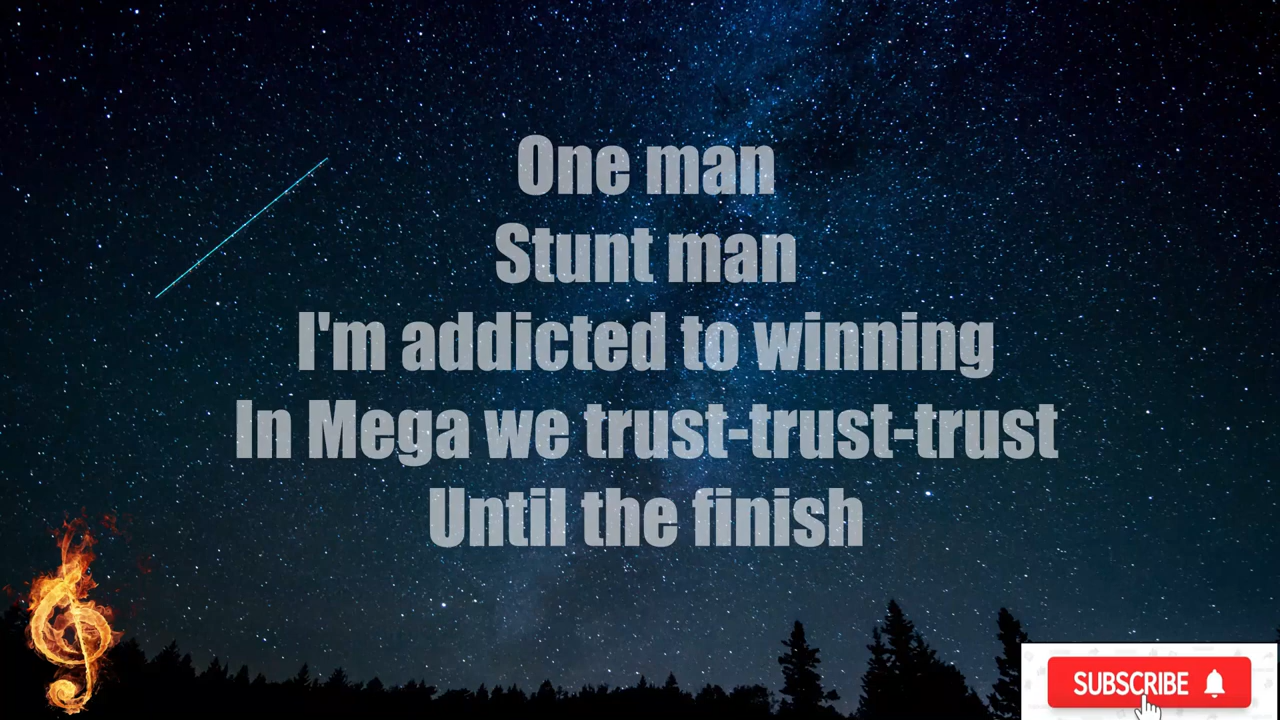 One man
Stunt man
I'm addicted to winning
In Mega we trust-trust-trust
Until the finish
SUBSCRIBE